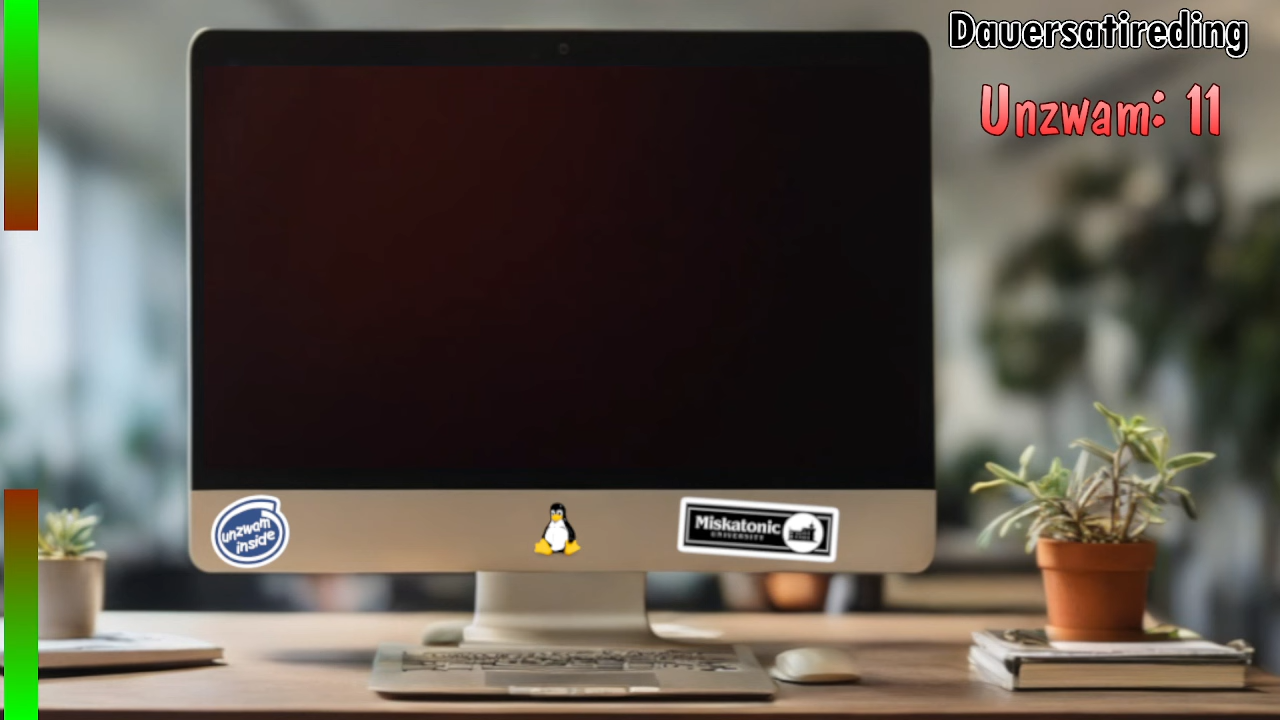 Dauersatireding
Unzwam: 11
unzwam
inside
Miskatonic
UNIVERSITY